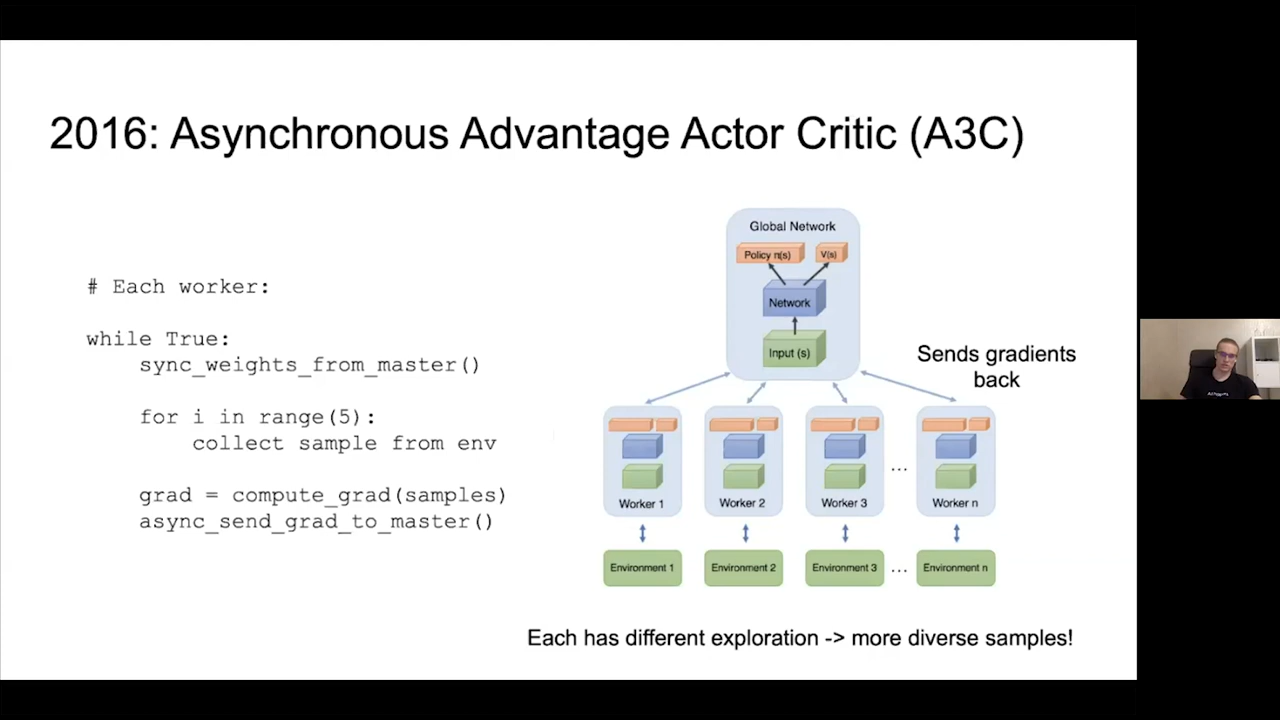 2016: Asynchronous Advantage Actor Critic (A3C)
# Each worker:
while True:
sync_weights_from_master()
for i in range(5):
collect sample from env
grad = compute_grad(samples)
async_send_grad_to_master()
Global Network
Policy π(s)
V(s)
Network
Input (s)
Sends gradients
back
Worker 1
Worker 2
Worker 3
...
Worker n
Environment 1
Environment 2
Environment 3
...
Environment n
Each has different exploration -> more diverse samples!